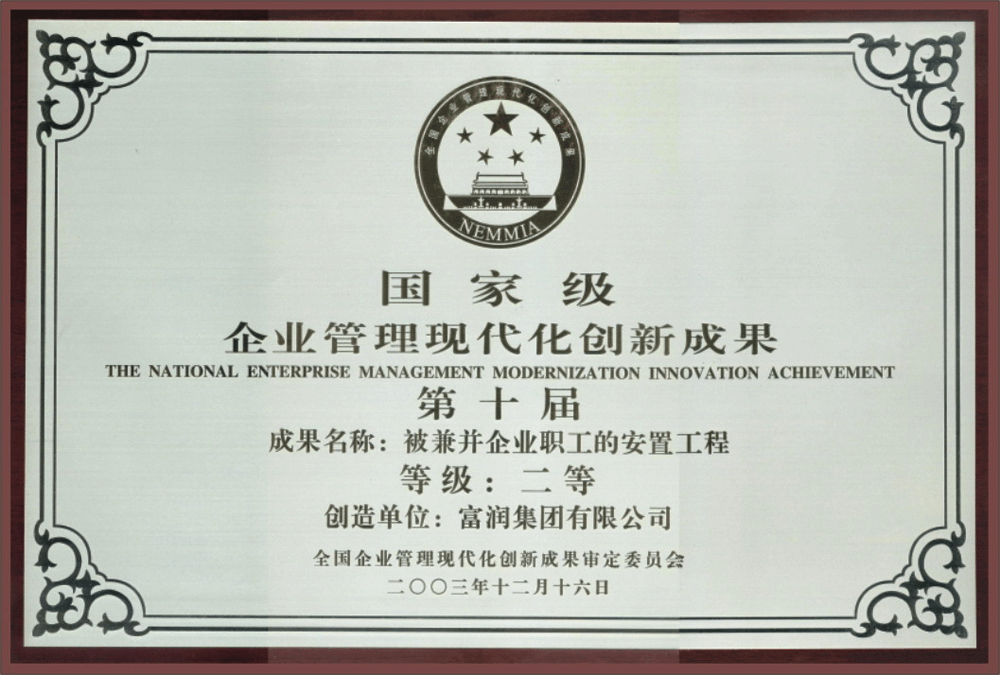 全国企业管理现代化创新成果
NEMMIA
国家级
企业管理现代化创新成果
THE NATIONAL ENTERPRISE MANAGEMENT MODERNIZATION INNOVATION ACHIEVEMENT
第十届
成果名称：被兼并企业职工的安置工程
等级：二等
创造单位：富润集团有限公司
全国企业管理现代化创新成果审定委员会
二〇〇三年十二月十六日